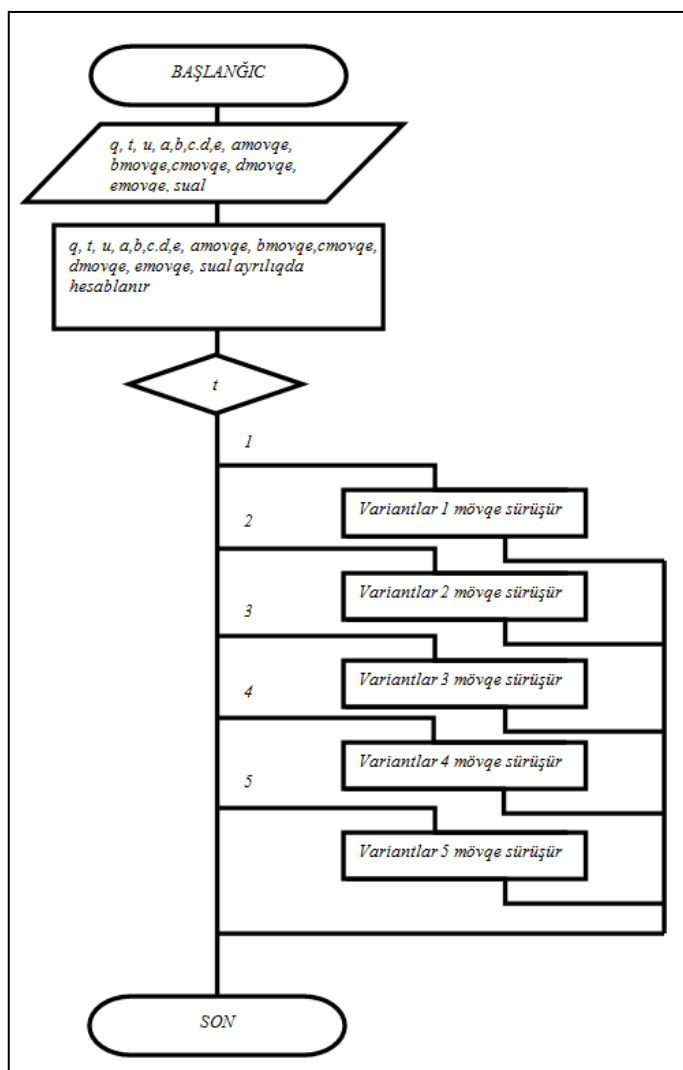 BAŞLANĞIC
q, t, u, a,b,c.d,e, amovqe,
bmovqe,cmovqe, dmovqe,
emovqe, sual
q, t, u, a,b,c.d,e, amovqe, bmovqe,cmovqe,
dmovqe, emovqe, sual ayrılıqda
hesablanır
t
1
Variantlar 1 mövqe sürüşür
2
Variantlar 2 mövqe sürüşür
3
Variantlar 3 mövqe sürüşür
4
Variantlar 4 mövqe sürüşür
5
Variantlar 5 mövqe sürüşür
SON